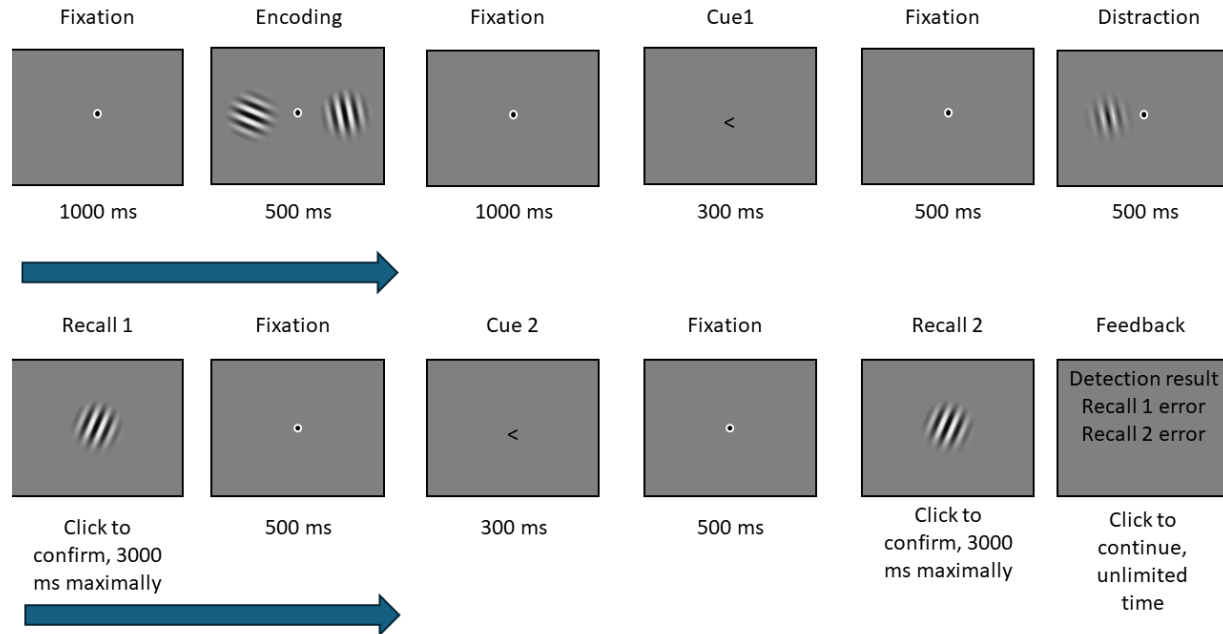 Fixation
Encoding
Fixation
Cue1
Fixation
Distraction
<
1000 ms
500 ms
1000 ms
300 ms
500 ms
500 ms
Recall 1
Fixation
Cue 2
Fixation
Recall 2
Feedback
<
Detection result
Recall 1 error
Recall 2 error
Click to
confirm, 3000
ms maximally
500 ms
300 ms
500 ms
Click to
confirm, 3000
ms maximally
Click to
continue,
unlimited
time